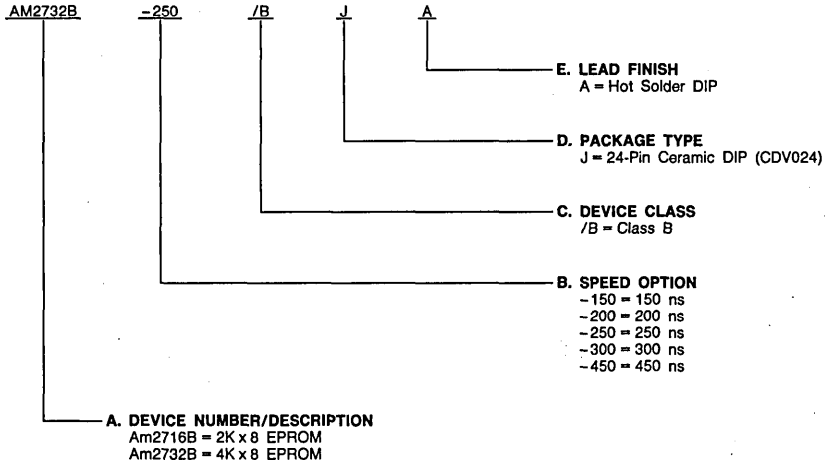 AM2732B -250 /B J A
E. LEAD FINISH
A = Hot Solder DIP
D. PACKAGE TYPE
J = 24-Pin Ceramic DIP (CDV024)
C. DEVICE CLASS
/B = Class B
B. SPEED OPTION
-150 = 150 ns
-200 = 200 ns
-250 = 250 ns
-300 = 300 ns
-450 = 450 ns
A. DEVICE NUMBER/DESCRIPTION
Am2716B = 2K x 8 EPROM
Am2732B = 4K x 8 EPROM